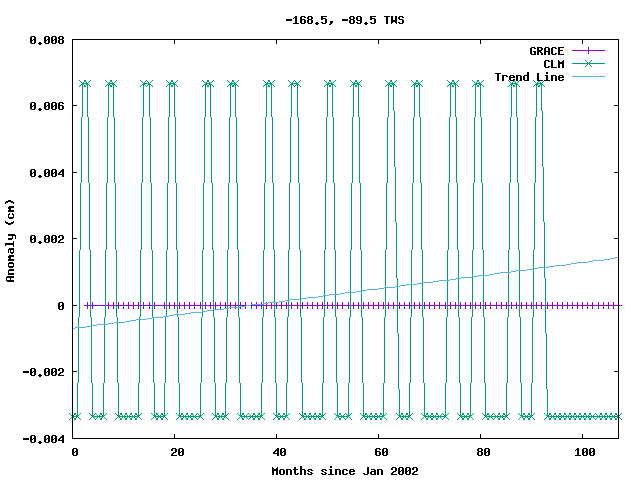 -168.5, -89.5 TWS
GRACE
CLM
Trend Line
0.008
0.006
0.004
0.002
0
-0.002
-0.004
Anomaly (cm)
0 20 40 60 80 100
Months since Jan 2002